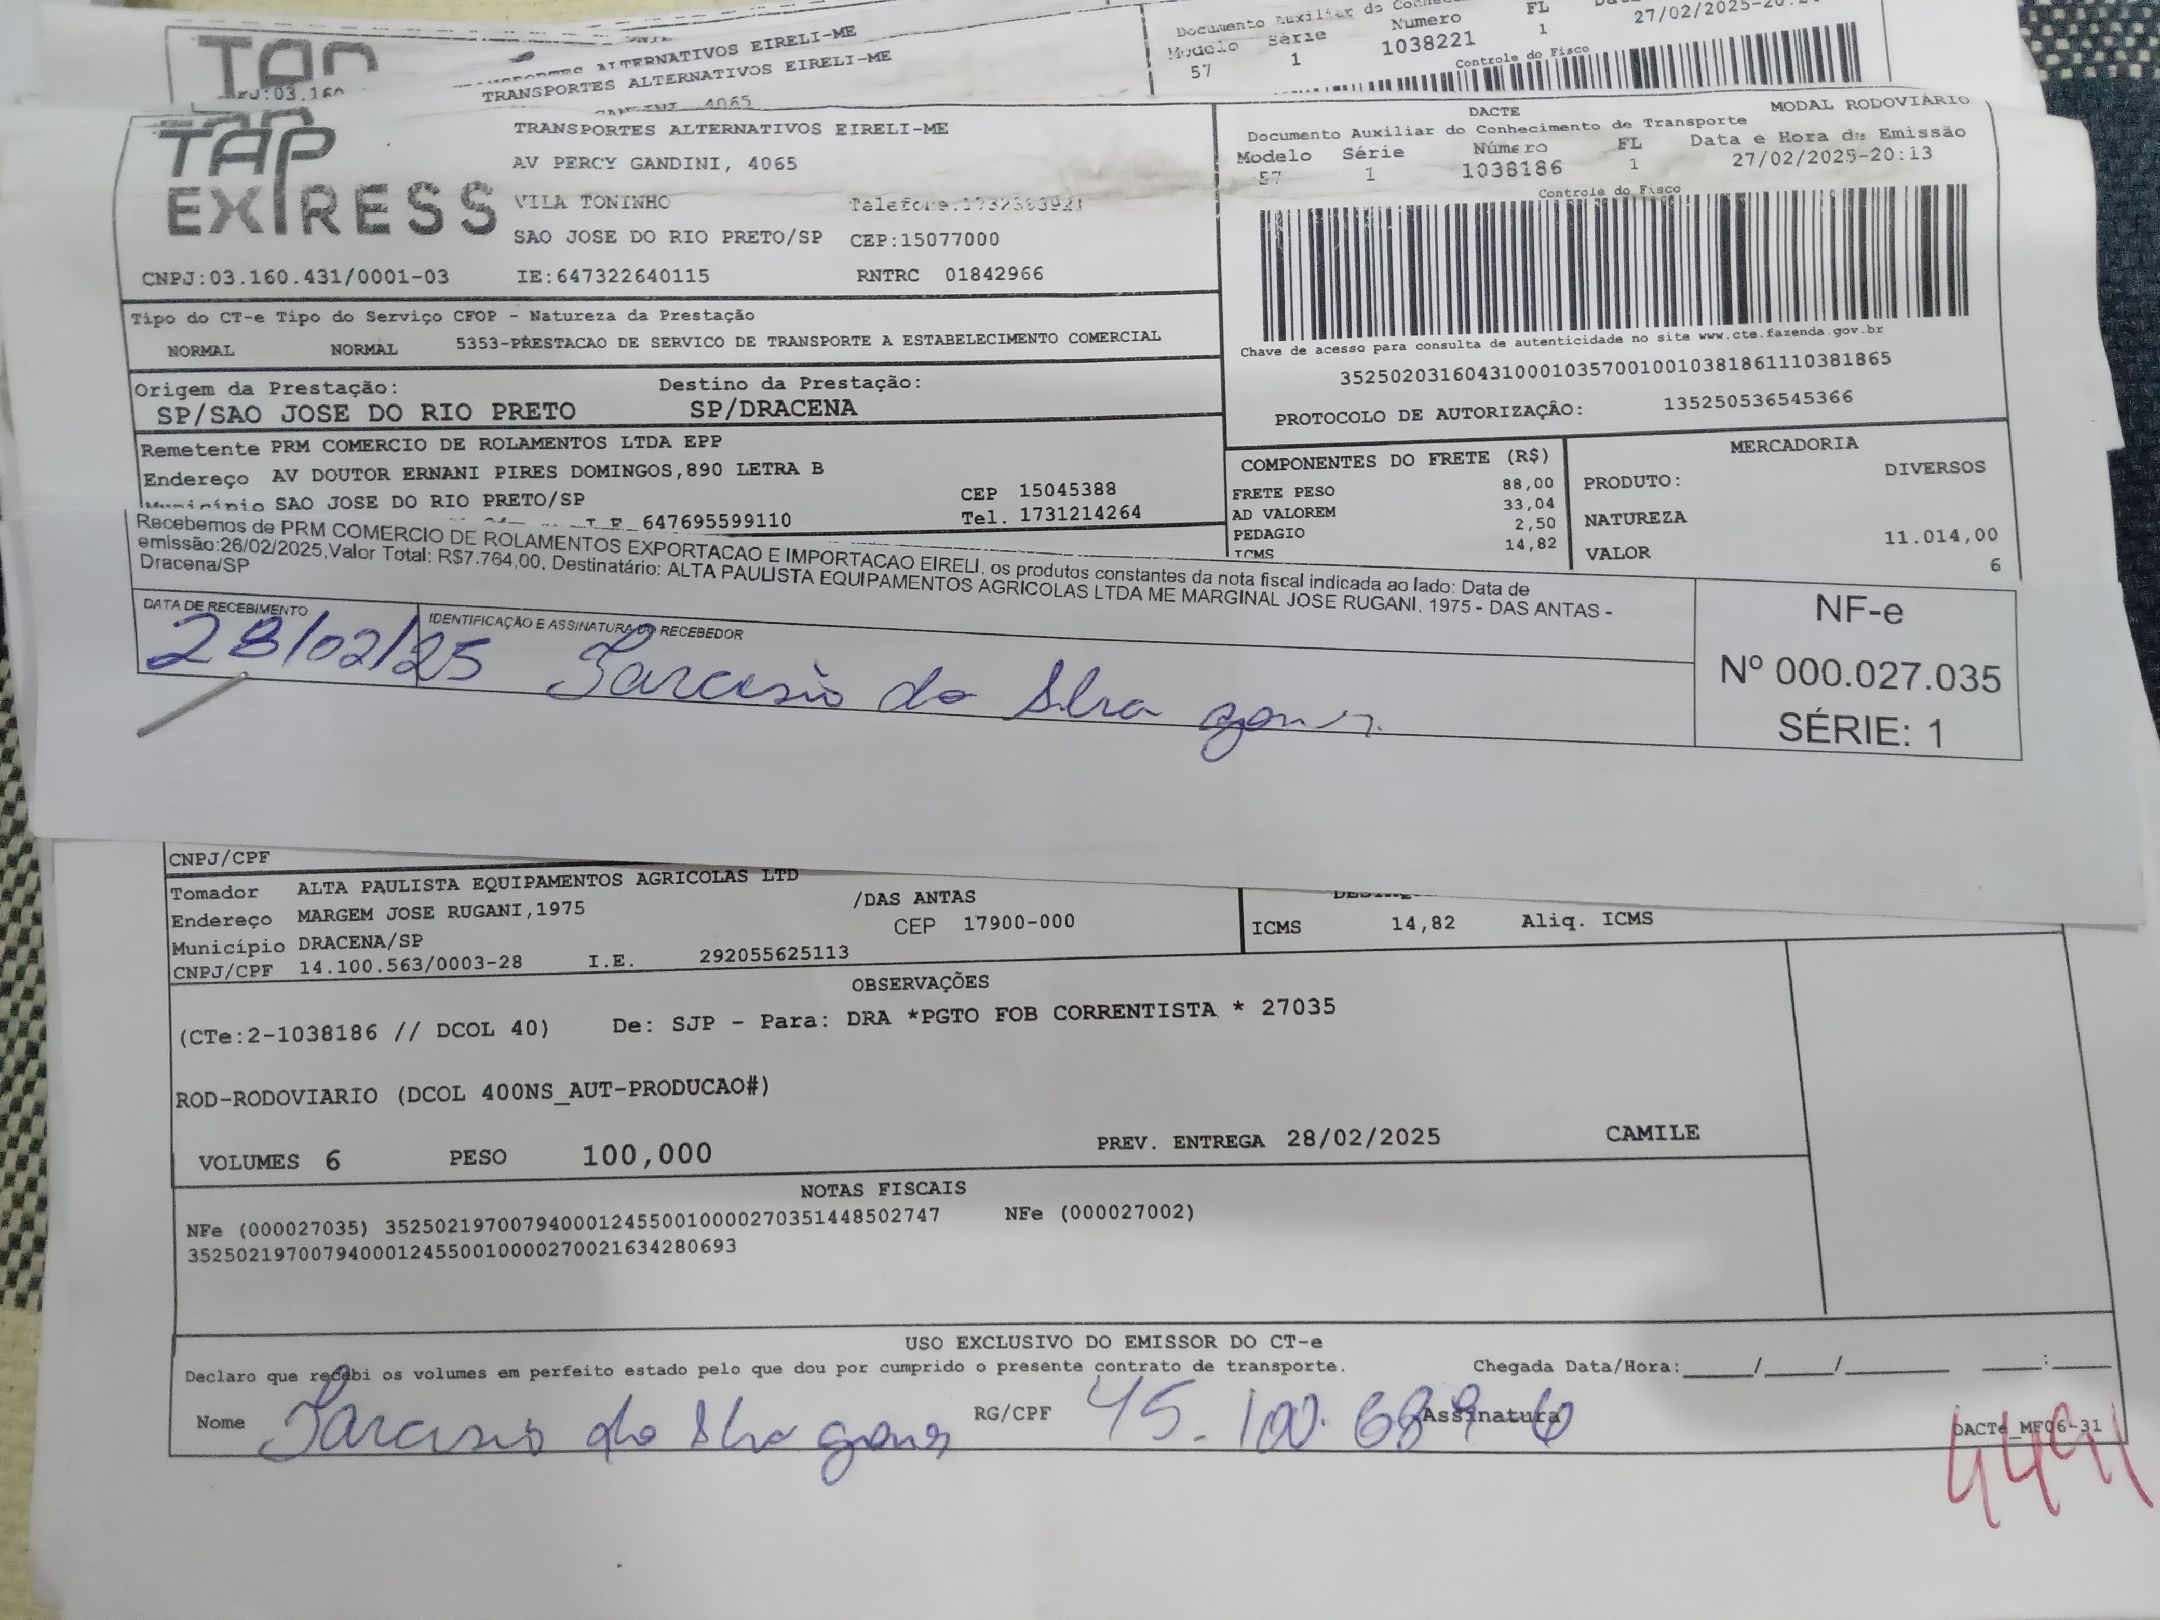 TRANSPORTES ALTERNATIVOS EIRELI-ME
TRANSPORTES ALTERNATIVOS EIRELI-ME
Documento Auxiliar do
Modelo Série Numero FL
57 1 1038221 1
Controle do Fisco
TAP EXPRESS
TRANSPORTES ALTERNATIVOS EIRELI-ME
AV PERCY GANDINI, 4065
VILA TONINHO
SAO JOSE DO RIO PRETO/SP CEP:15077000
CNPJ:03.160.431/0001-03 IE:647322640115 RNTRC 01842966
DACTE MODAL RODOVIÁRIO
Documento Auxiliar do Conhecimento de Transporte
Modelo Série Número FL Data e Hora de Emissão
57 1 1038186 1 27/02/2025-20:13
Controle do Fisco
Chave de acesso para consulta de autenticidade no site www.cte.fazenda.gov.br
35250203160431000103570010010381861110381865
PROTOCOLO DE AUTORIZAÇÃO: 135250536545366
Tipo do CT-e Tipo do Serviço CFOP - Natureza da Prestação
NORMAL NORMAL 5353-PRESTACAO DE SERVICO DE TRANSPORTE A ESTABELECIMENTO COMERCIAL
Origem da Prestação: Destino da Prestação:
SP/SAO JOSE DO RIO PRETO SP/DRACENA
Remetente PRM COMERCIO DE ROLAMENTOS LTDA EPP
Endereço AV DOUTOR ERNANI PIRES DOMINGOS,890 LETRA B
Município SAO JOSE DO RIO PRETO/SP CEP 15045388
647695599110 Tel. 1731214264
COMPONENTES DO FRETE (R$)
FRETE PESO 88,00
AD VALOREM 33,04
PEDAGIO 2,50
ICMS 14,82
MERCADORIA
PRODUTO: DIVERSOS
NATUREZA
VALOR 11.014,00
6
Recebemos de PRM COMERCIO DE ROLAMENTOS EXPORTACAO E IMPORTACAO EIRELI, os produtos constantes da nota fiscal indicada ao lado: Data de
emissão:26/02/2025,Valor Total: R$7.764,00, Destinatário: ALTA PAULISTA EQUIPAMENTOS AGRICOLAS LTDA ME MARGINAL JOSE RUGANI, 1975 - DAS ANTAS -
Dracena/SP
DATA DE RECEBIMENTO IDENTIFICAÇÃO E ASSINATURA DO RECEBEDOR
28/02/25
NF-e
Nº 000.027.035
SÉRIE: 1
CNPJ/CPF
Tomador ALTA PAULISTA EQUIPAMENTOS AGRICOLAS LTD
Endereço MARGEM JOSE RUGANI,1975 /DAS ANTAS
Município DRACENA/SP CEP 17900-000
CNPJ/CPF 14.100.563/0003-28 I.E. 292055625113
ICMS 14,82 Aliq. ICMS
OBSERVAÇÕES
(CTe:2-1038186 // DCOL 40) De: SJP - Para: DRA *PGTO FOB CORRENTISTA * 27035
ROD-RODOVIARIO (DCOL 400NS_AUT-PRODUCAO#)
VOLUMES 6 PESO 100,000 PREV. ENTREGA 28/02/2025 CAMILE
NOTAS FISCAIS
NFe (000027035) 35250219700794000124550010000270351448502747 NFe (000027002)
35250219700794000124550010000270021634280693
USO EXCLUSIVO DO EMISSOR DO CT-e
Declaro que recebi os volumes em perfeito estado pelo que dou por cumprido o presente contrato de transporte. Chegada Data/Hora:____/____/______ ___:___
Nome RG/CPF Assinatura
DACTe_MF06-31